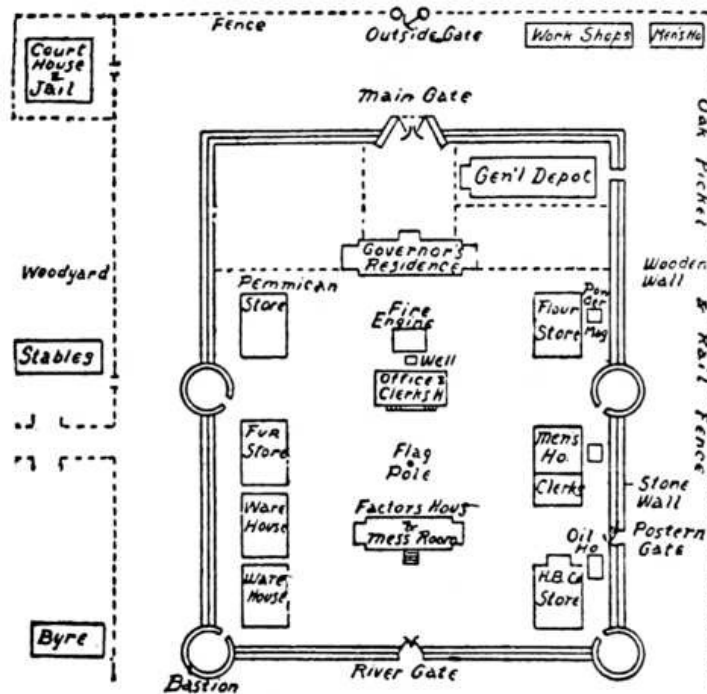 Fence
Outside Gate
Work Shops
Men's Ho
Court
House
&
Jail
Main Gate
Oak Picket & Rail Fence
Gen'l Depot
Governor's
Residence
Woodyard
Wooden
Wall
Pemmican
Store
Fire
Engine
Flour
Store
Pow
der
Mag
Well
Stables
Office &
Clerks H
Fur
Store
Flag
Pole
Mens
Ho.
Clerks
Stone
Wall
Ware
House
Factors Hous
&
Mess Room
Oil
Ho
Postern
Gate
Ware
House
H.B.Co
Store
Byre
River Gate
Bastion